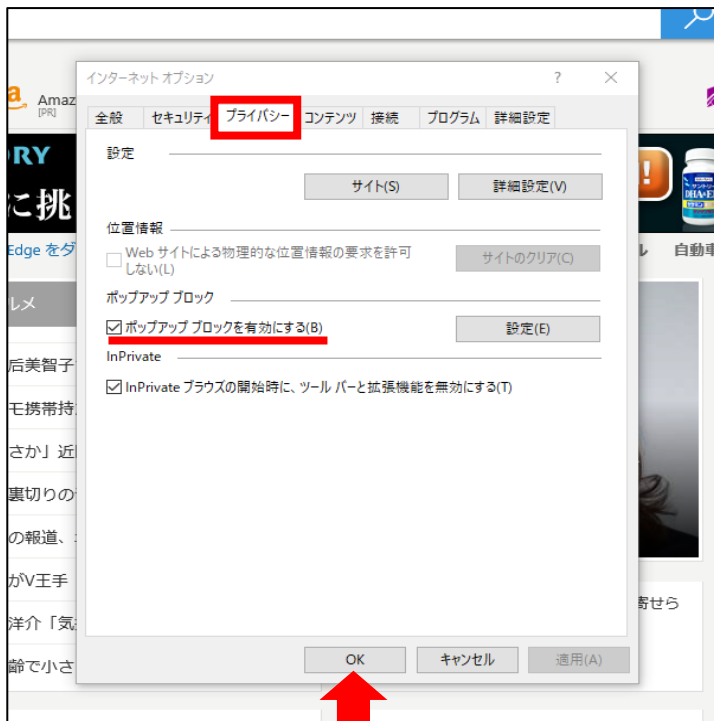 Amaz
[PR]
RY
に挑
Edge をダ
ルメ
后美智子
モ携帯持
さか」近
裏切りの
の報道、
がV王手
洋介「気
齢で小さ
インターネット オプション
?
全般 セキュリティ プライバシー コンテンツ 接続 プログラム 詳細設定
設定
サイト(S) 詳細設定(V)
位置情報
Web サイトによる物理的な位置情報の要求を許可
しない(L)
サイトのクリア(C)
ポップアップ ブロック
ポップアップ ブロックを有効にする(B) 設定(E)
InPrivate
InPrivate ブラウズの開始時に、ツール バーと拡張機能を無効にする(T)
OK キャンセル 適用(A)
!
サントリー
DHA+E
ル 自動車
寄せら